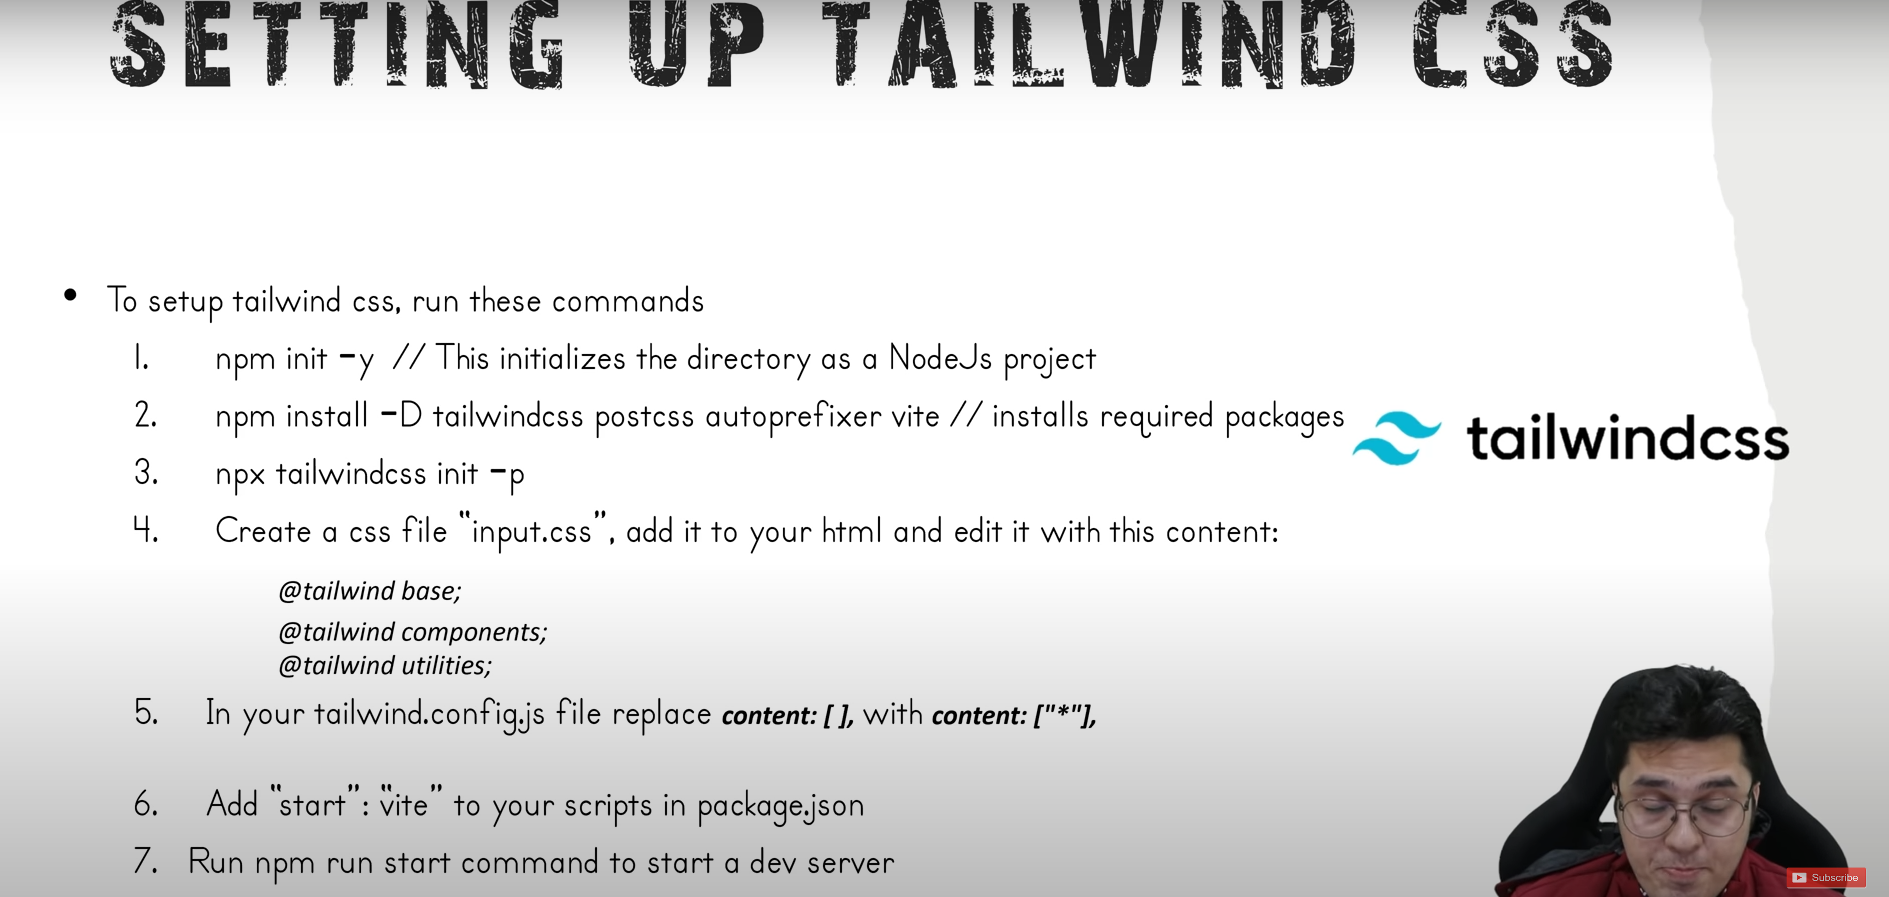 SETTING UP TAILWIND CSS
• To setup tailwind css, run these commands
1. npm init -y // This initializes the directory as a NodeJs project
2. npm install -D tailwindcss postcss autoprefixer vite // installs required packages
tailwindcss
3. npx tailwindcss init -p
4. Create a css file "input.css", add it to your html and edit it with this content:
@tailwind base;
@tailwind components;
@tailwind utilities;
5. In your tailwind.config.js file replace content: [ ], with content: ["*"],
6. Add "start": "vite" to your scripts in package.json
7. Run npm run start command to start a dev server
Subscribe